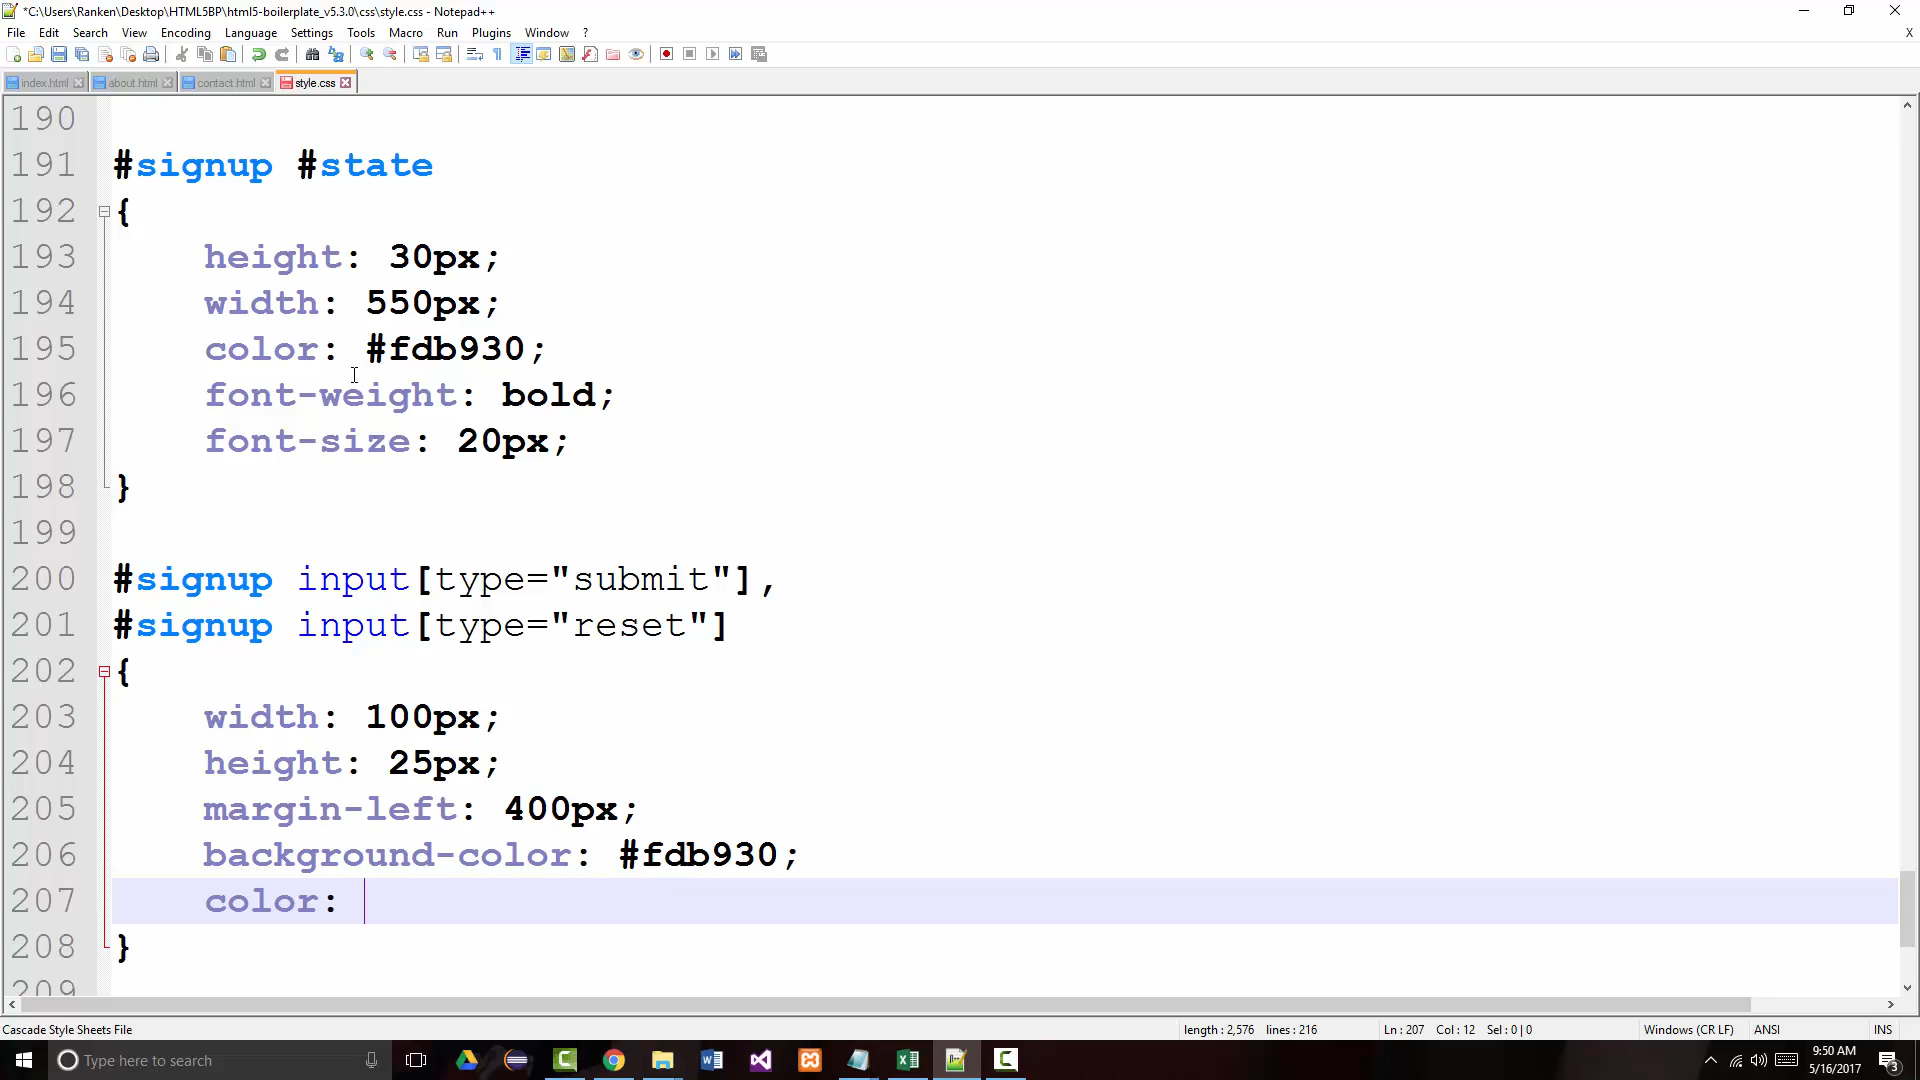 *C:\Users\Ranken\Desktop\HTML5BP\html5-boilerplate_v5.3.0\css\style.css - Notepad++
File Edit Search View Encoding Language Settings Tools Macro Run Plugins Window ? X
index.html about.html contact.html style.css
190
191 #signup #state
192 {
193 height: 30px;
194 width: 550px;
195 color: #fdb930;
196 font-weight: bold;
197 font-size: 20px;
198 }
199
200 #signup input[type="submit"],
201 #signup input[type="reset"]
202 {
203 width: 100px;
204 height: 25px;
205 margin-left: 400px;
206 background-color: #fdb930;
207 color:
208 }
209
Cascade Style Sheets File length : 2,576 lines : 216 Ln : 207 Col : 12 Sel : 0 | 0 Windows (CR LF) ANSI INS
Type here to search 9:50 AM
5/16/2017 3